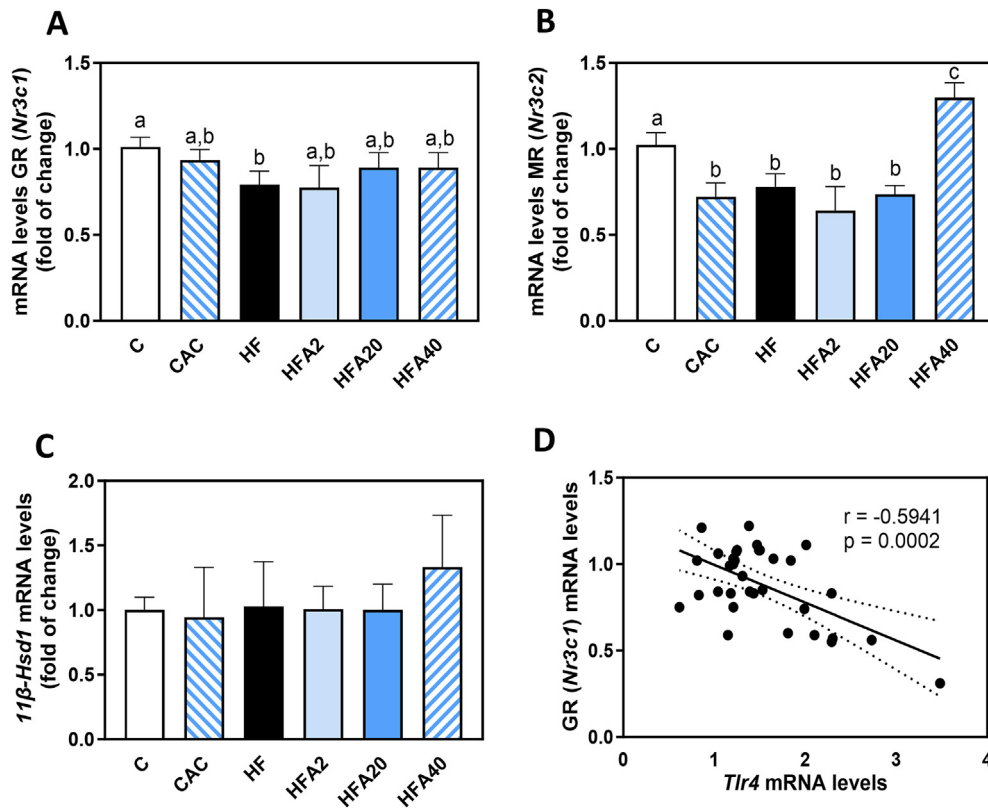 A
mRNA levels GR (Nr3c1)
(fold of change)
1.5
1.0
0.5
0.0
a
a,b
b
a,b
a,b
a,b
C
CAC
HF
HFA2
HFA20
HFA40
B
mRNA levels MR (Nr3c2)
(fold of change)
1.5
1.0
0.5
0.0
a
b
b
b
b
c
C
CAC
HF
HFA2
HFA20
HFA40
C
11β-Hsd1 mRNA levels
(fold of change)
2.0
1.5
1.0
0.5
0.0
C
CAC
HF
HFA2
HFA20
HFA40
D
GR (Nr3c1) mRNA levels
1.5
1.0
0.5
0.0
r = -0.5941
p = 0.0002
0
1
2
3
4
Tlr4 mRNA levels